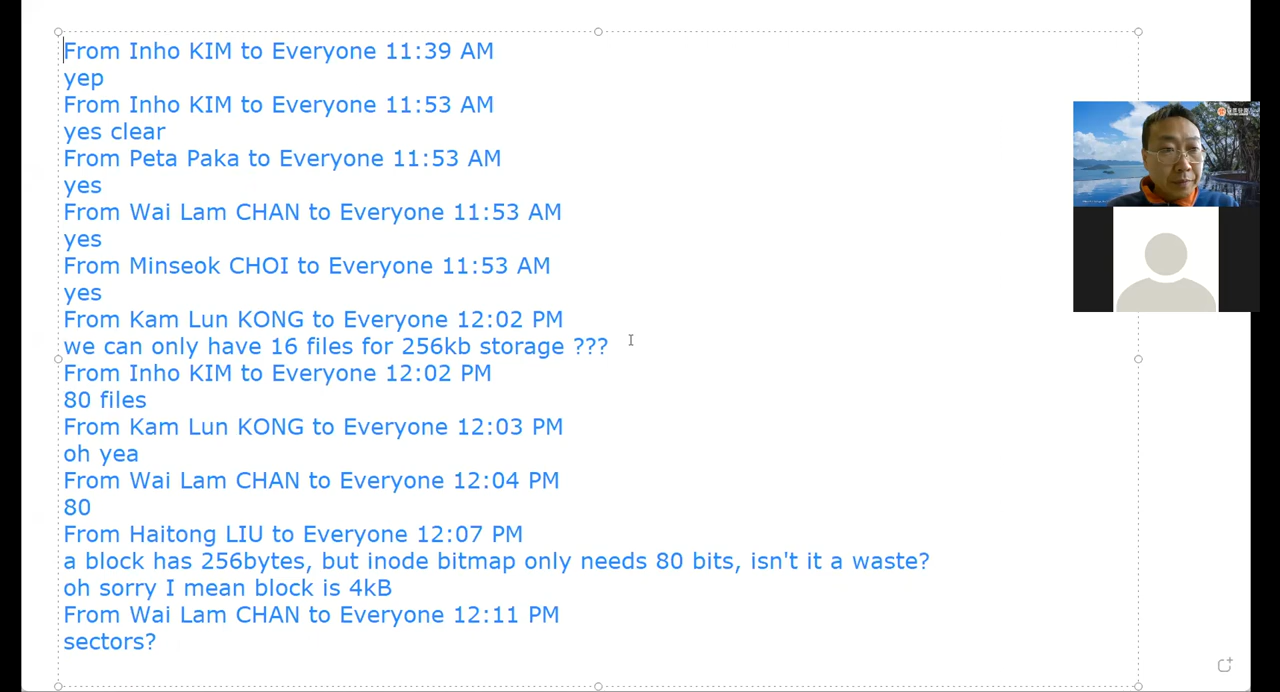 From Inho KIM to Everyone 11:39 AM
yep
From Inho KIM to Everyone 11:53 AM
yes clear
From Peta Paka to Everyone 11:53 AM
yes
From Wai Lam CHAN to Everyone 11:53 AM
yes
From Minseok CHOI to Everyone 11:53 AM
yes
From Kam Lun KONG to Everyone 12:02 PM
we can only have 16 files for 256kb storage ???
From Inho KIM to Everyone 12:02 PM
80 files
From Kam Lun KONG to Everyone 12:03 PM
oh yea
From Wai Lam CHAN to Everyone 12:04 PM
80
From Haitong LIU to Everyone 12:07 PM
a block has 256bytes, but inode bitmap only needs 80 bits, isn't it a waste?
oh sorry I mean block is 4kB
From Wai Lam CHAN to Everyone 12:11 PM
sectors?